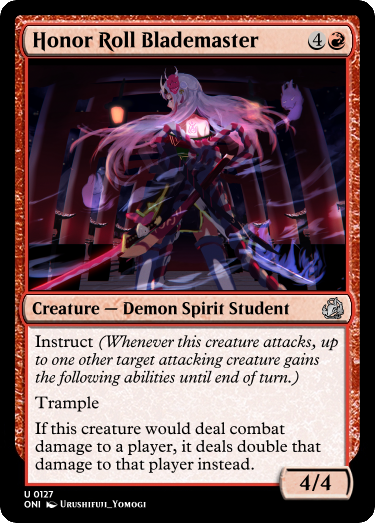 Honor Roll Blademaster 4
Creature — Demon Spirit Student
Instruct (Whenever this creature attacks, up
to one other target attacking creature gains
the following abilities until end of turn.)
Trample
If this creature would deal combat
damage to a player, it deals double that
damage to that player instead.
4/4
U 0127
ONI Urushifuji_Yomogi